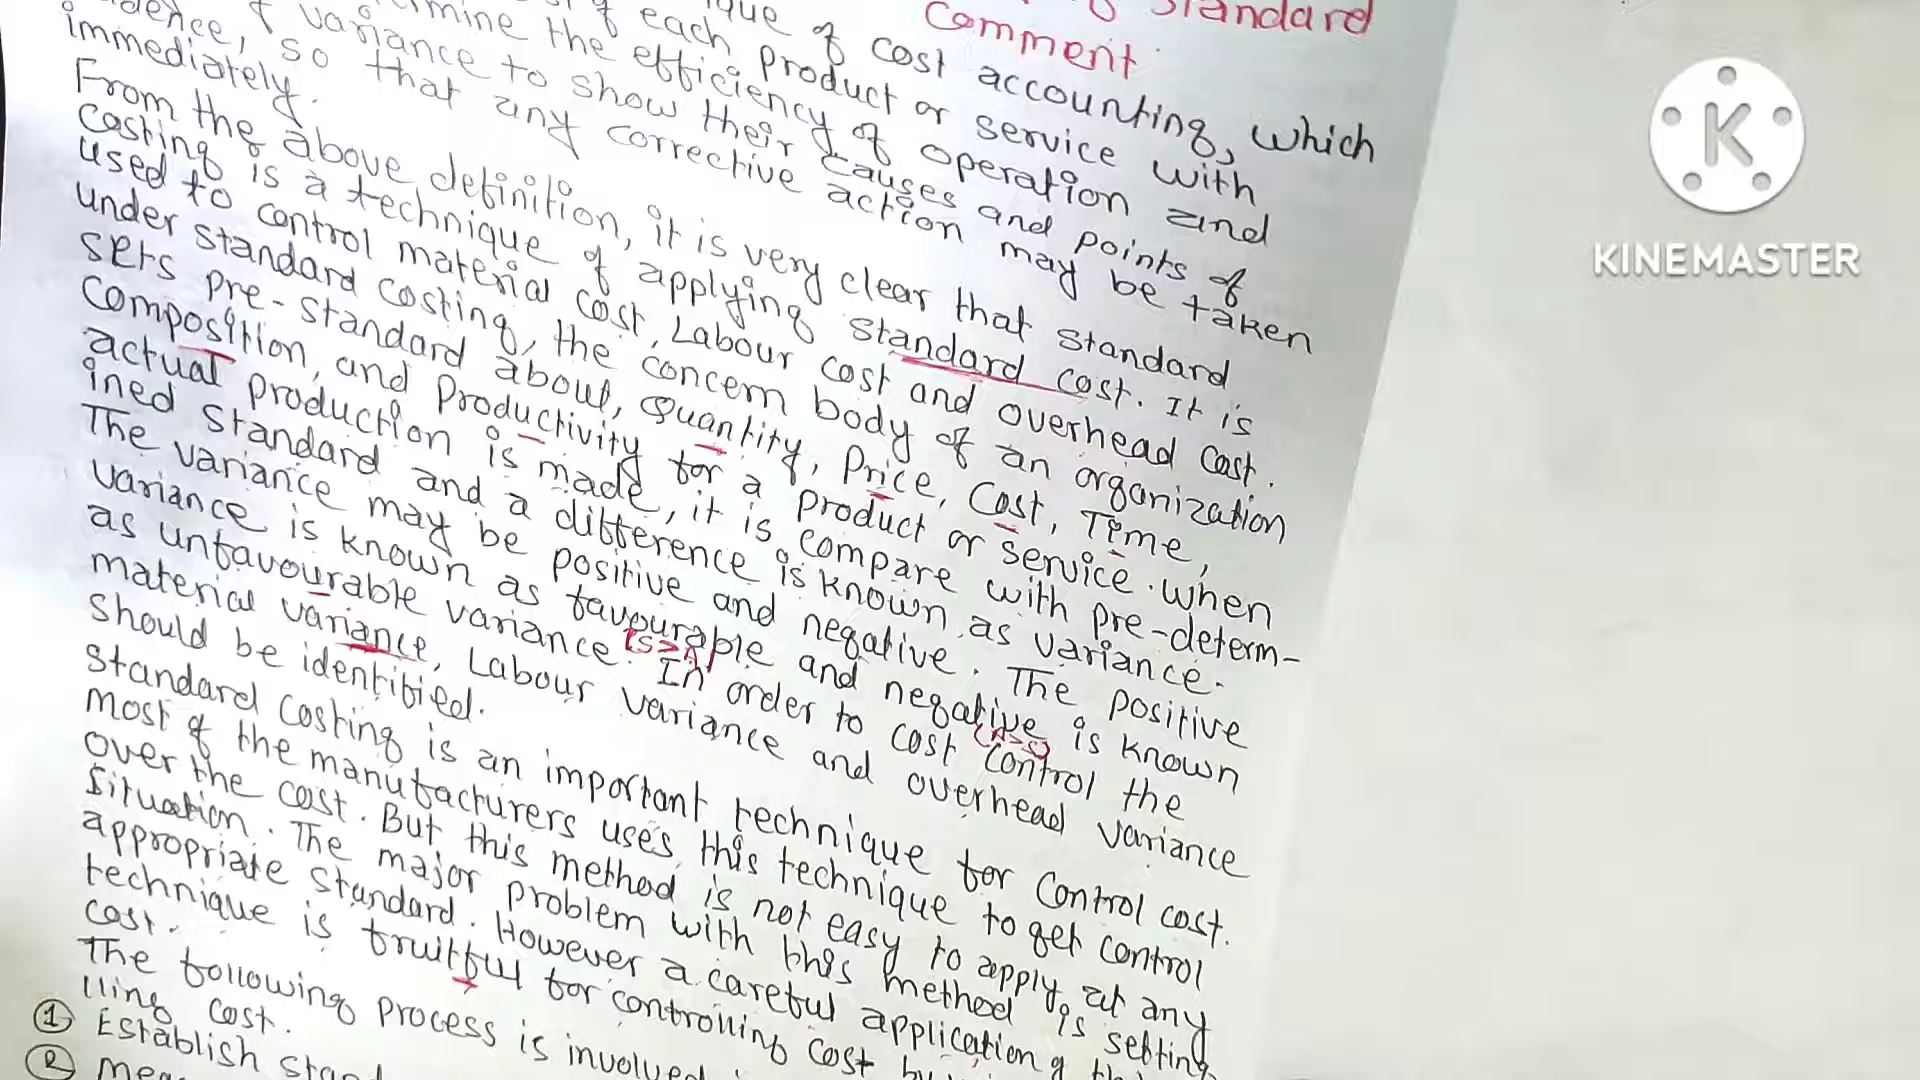 Standard
Comment
of cost accounting, which
of each product or service with
the efficiency of operation and
variance to show their causes and points of
so that any corrective action may be taken
immediately.
From the above definition, it is very clear that standard
costing is a technique of applying standard cost. It is
used to control material cost, Labour cost and overhead cost.
under standard costing, the concern body of an organization
sets pre-standard about, quantity, Price, Cost, Time,
Composition, and Productivity for a product or service. when
actual production is made, it is compare with pre-determ-
ined standard and a difference is known as variance.
The variance may be positive and negative. The positive
variance is known as favourable and negative is known
as unfavourable variance. In order to cost control the
(S>A)
(A>S)
material variance, Labour variance and overhead variance
should be identified.
standard costing is an important technique for control cost.
Most of the manufacturers uses this technique to get control
over the cost. But this method is not easy to apply at any
situation. The major problem with this method is setting
appropriate standard. However a careful application of
technique is fruitful for controlling cost
cost.
The following process is involved
lling cost.
① Establish
②
KINEMASTER